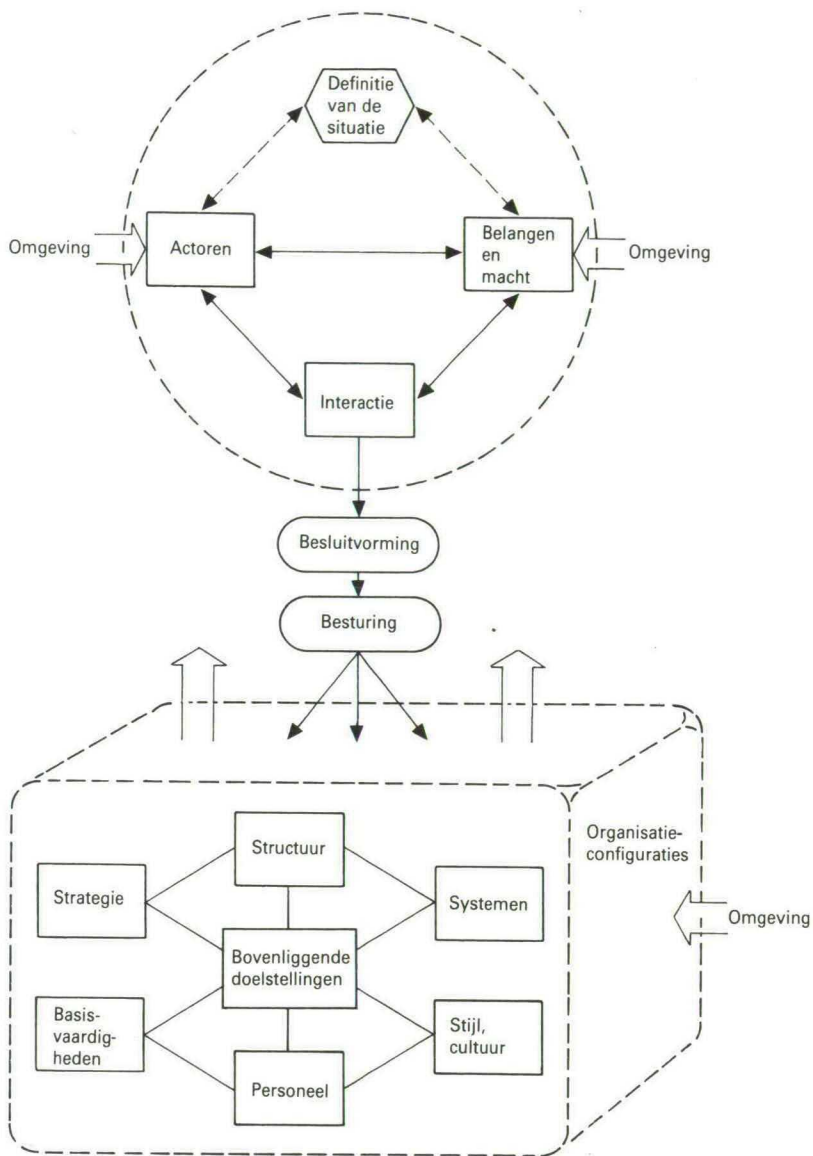 Definitie
van de
situatie
Omgeving
Actoren
Belangen
en
macht
Omgeving
Interactie
Besluitvorming
Besturing
Organisatie-
configuraties
Structuur
Strategie
Systemen
Omgeving
Bovenliggende
doelstellingen
Basis-
vaardig-
heden
Stijl,
cultuur
Personeel